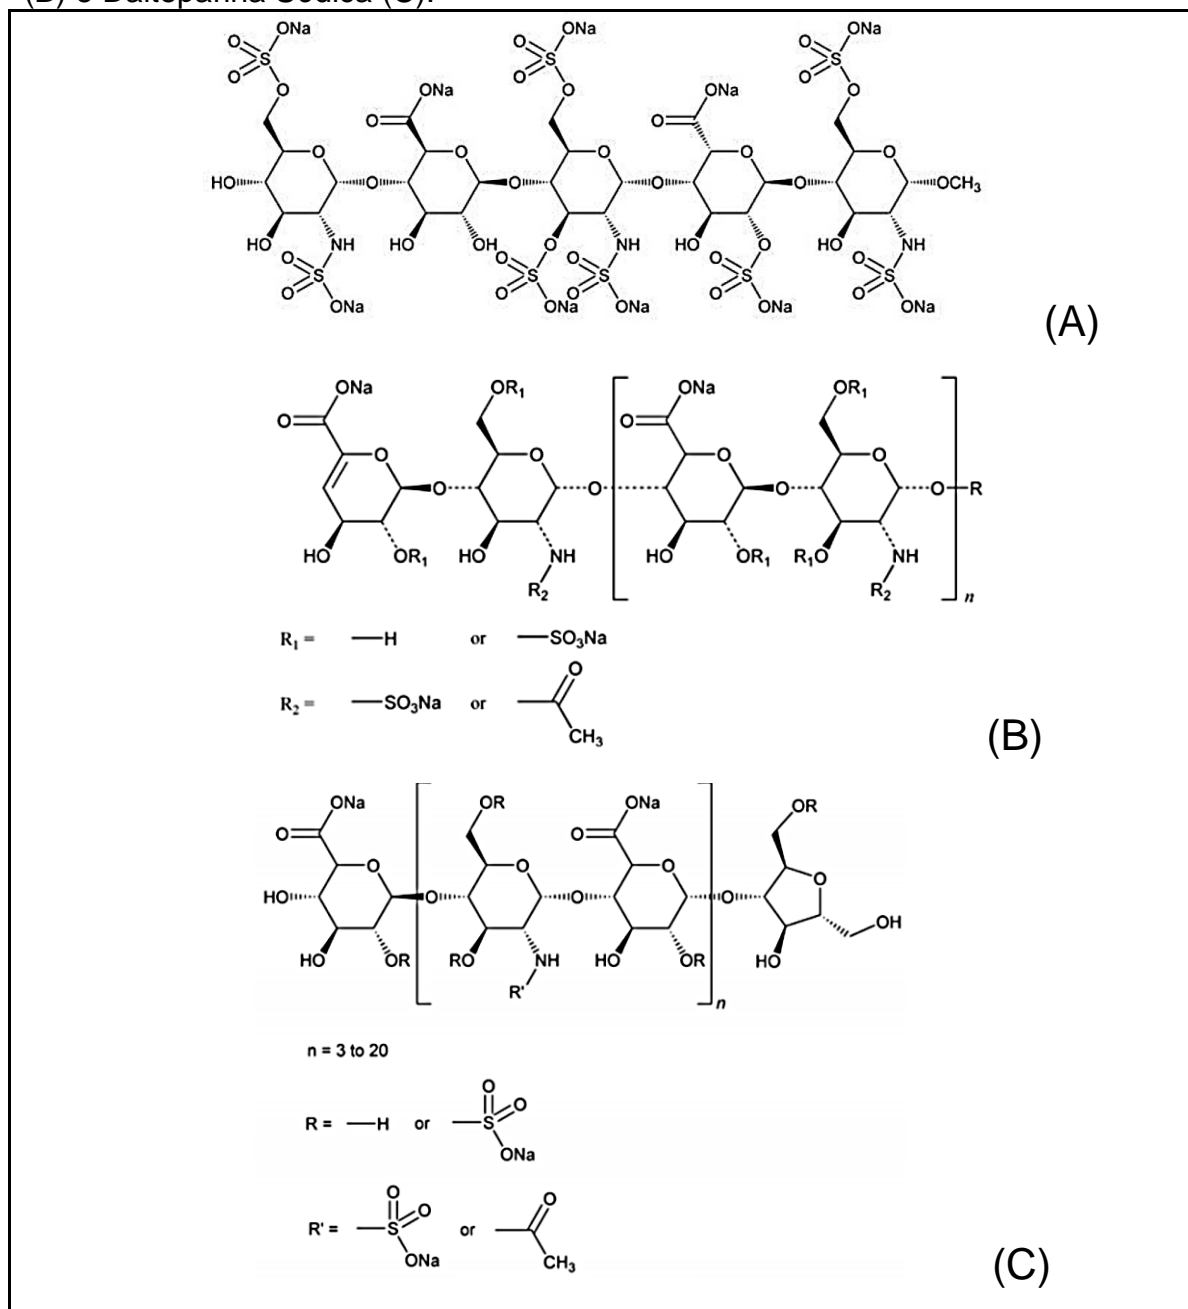 (B) e Dalteparina Sódica (C).
ONa ONa ONa
O O O
S S S
O O O
O ONa O ONa O
O O
O O O O O
HO O O O O OCH3
HO NH HO OH O NH HO O NH
O O O O O
S S S S S
O O O O O
ONa ONa ONa ONa ONa
(A)
ONa OR1 ONa OR1
O O
O O O O
O O O O R
HO OR1 HO NH HO OR1 R1O NH
R2 R2 n
R1 = —H or —SO3Na
O
R2 = —SO3Na or
CH3
(B)
ONa OR ONa OR
O O
O O O O
HO O O O OH
HO OR RO NH HO OR HO
R' n
n = 3 to 20
O
O
R = —H or S
ONa
O O
O
R' = S or
ONa CH3
(C)